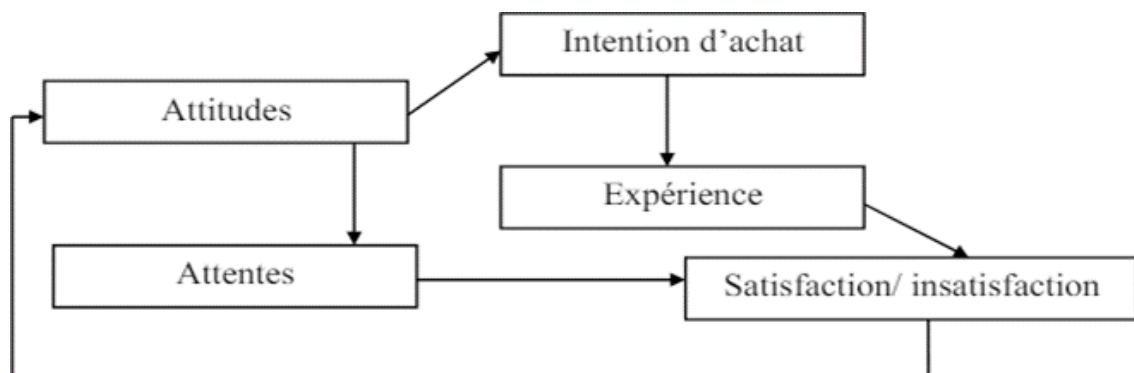 Intention d’achat
Attitudes
Expérience
Attentes
Satisfaction/ insatisfaction